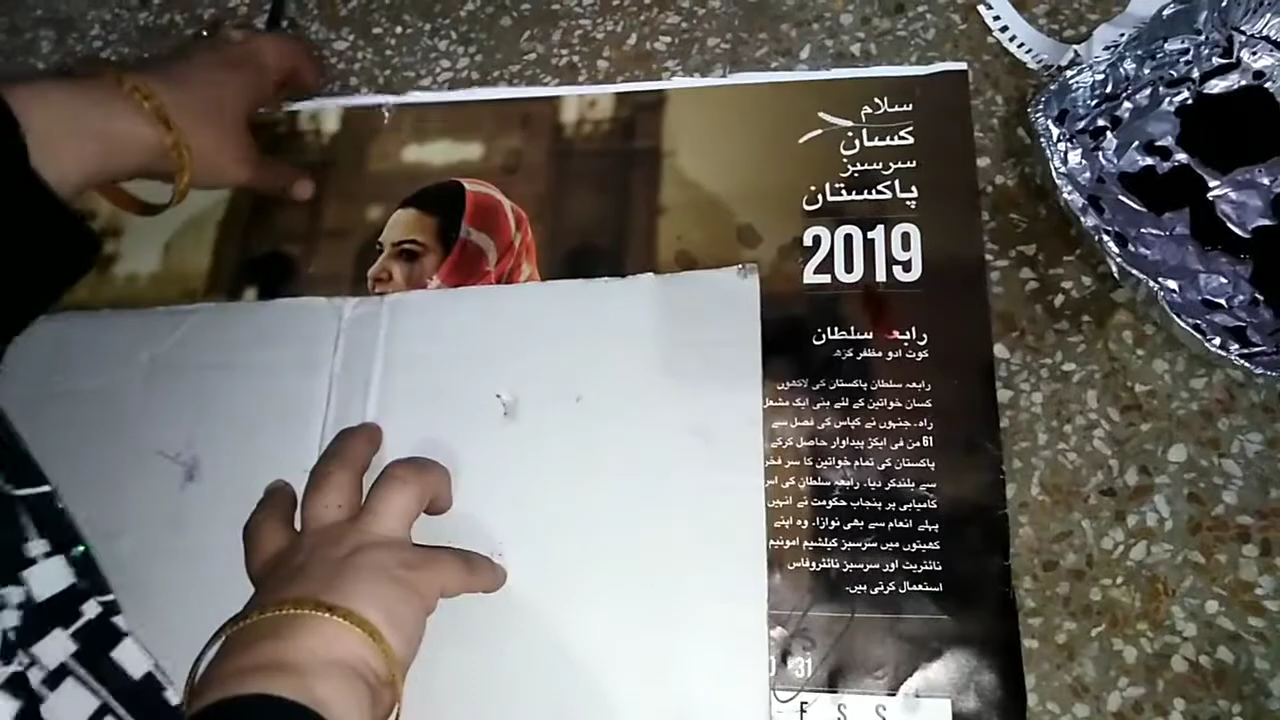 سلام
کسان
سرسبز
پاکستان
2019
رابعہ سلطان
کوٹ ادو مظفر گڑھ
رابعہ سلطان پاکستان کی لاکھوں
کسان خواتین کے لئے بنی ایک مشعل
راہ۔ جنہوں نے کپاس کی فصل سے
61 من فی ایکڑ پیداوار حاصل کرکے
پاکستان کی تمام خواتین کا سر فخر
سے بلندکر دیا۔ رابعہ سلطان کی اس
کامیابی پر پنجاب حکومت نے انہیں
پہلے انعام سے بھی نوازا۔ وہ اپنے
کھیتوں میں سرسبز کیلشیم امونیم
نائٹریٹ اور سرسبز نائٹروفاس
استعمال کرتی ہیں۔
31
E S S